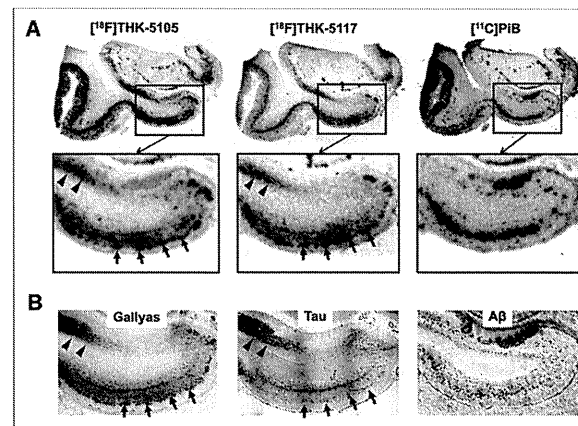 A
[¹⁸F]THK-5105 [¹⁸F]THK-5117 [¹¹C]PiB
B
Gallyas Tau Aβ